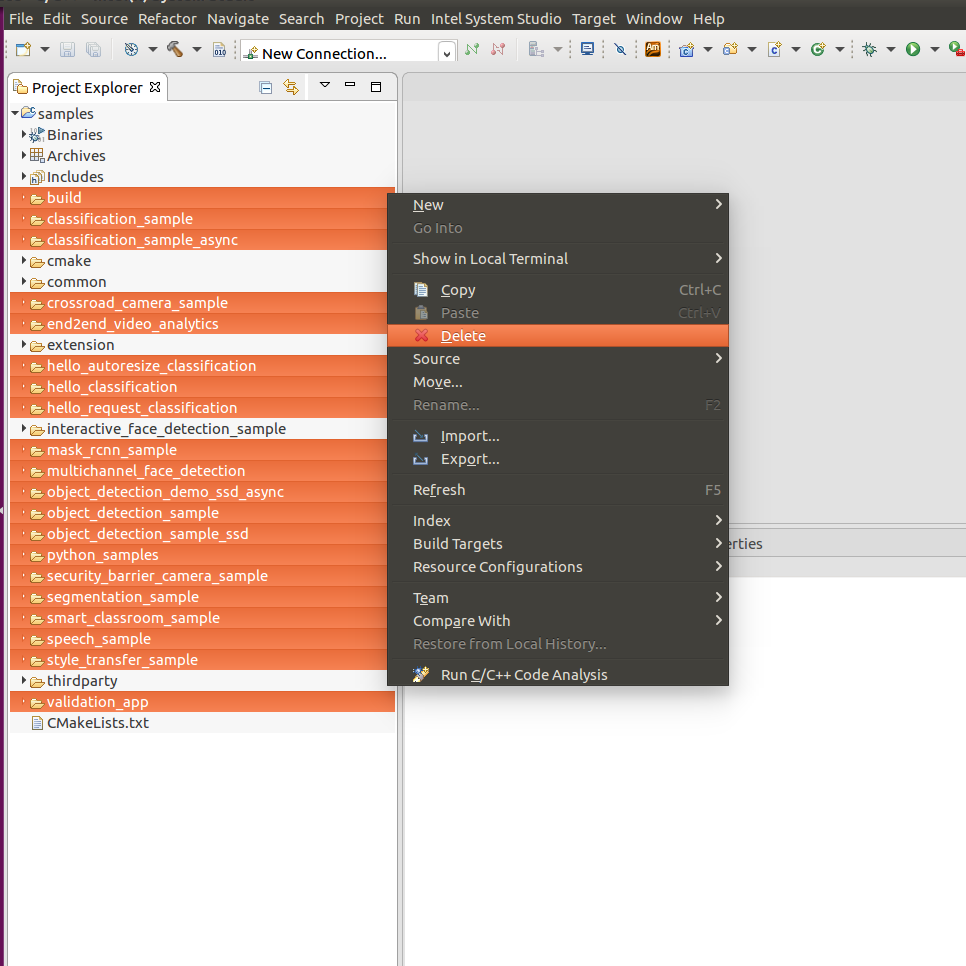 File Edit Source Refactor Navigate Search Project Run Intel System Studio Target Window Help
010 New Connection... Am
Project Explorer
samples
Binaries
Archives
Includes
build
classification_sample
classification_sample_async
cmake
common
crossroad_camera_sample
end2end_video_analytics
extension
hello_autoresize_classification
hello_classification
hello_request_classification
interactive_face_detection_sample
mask_rcnn_sample
multichannel_face_detection
object_detection_demo_ssd_async
object_detection_sample
object_detection_sample_ssd
python_samples
security_barrier_camera_sample
segmentation_sample
smart_classroom_sample
speech_sample
style_transfer_sample
thirdparty
validation_app
CMakeLists.txt
New
Go Into
Show in Local Terminal
Copy Ctrl+C
Paste Ctrl+V
Delete
Source
Move...
Rename... F2
Import...
Export...
Refresh F5
Index
Build Targets
Resource Configurations
Team
Compare With
Restore from Local History...
Run C/C++ Code Analysis
erties